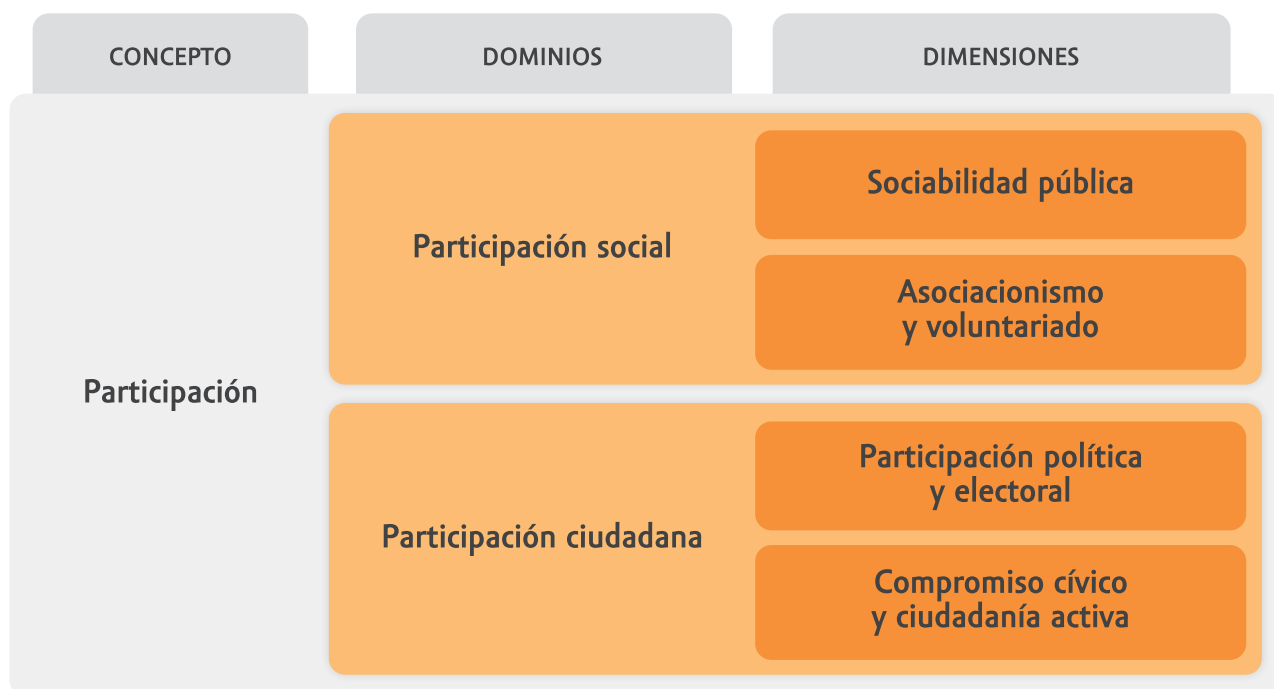 CONCEPTO
DOMINIOS
DIMENSIONES
Participación
Participación social
Sociabilidad pública
Asociacionismo
y voluntariado
Participación ciudadana
Participación política
y electoral
Compromiso cívico
y ciudadanía activa